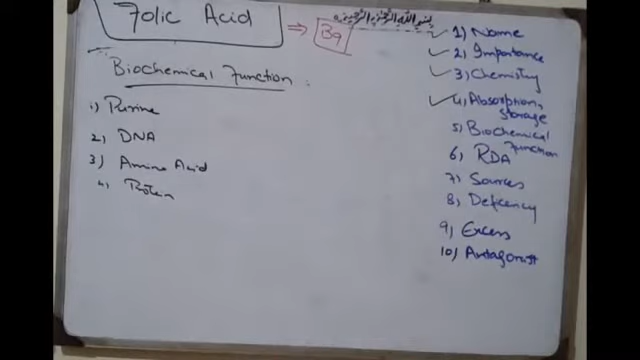 Folic Acid
⇒ B9
بسم الله الرحمن الرحيم
Biochemical Function :
1) Purine
2) DNA
3) Amino Acid
4) Protein
✓ 1) Name
✓ 2) Importance
✓ 3) Chemistry
✓ 4) Absorption,
Storage
5) Biochemical
Function
6) RDA
7) Sources
8) Deficency
9) Excess
10) Antagonist